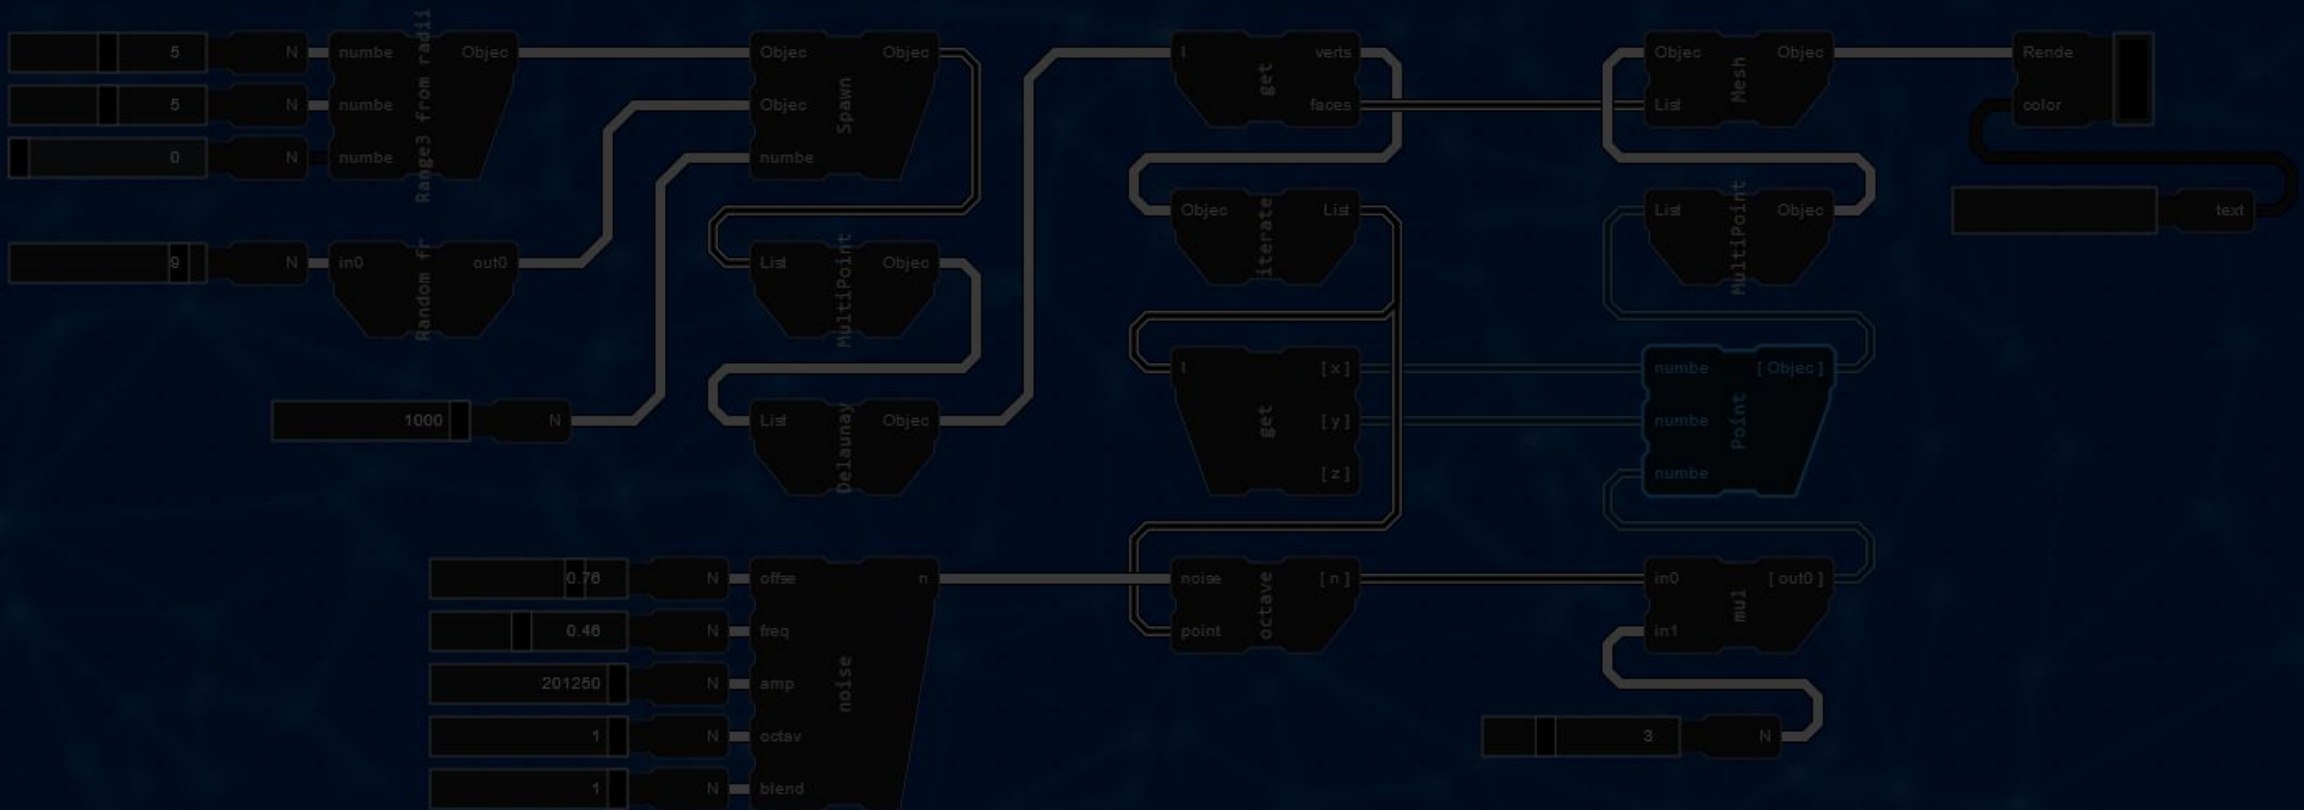 5 N numbe Objec
5 N numbe
0 N numbe
Range3 from radii
9 N in0 out0
Random fr
1000 N
Objec Objec
Objec
numbe
Spawn
List Objec
MultiPoint
List Objec
Delaunay
0.76 N offse n
0.46 N freq
201250 N amp
1 N octav
1 N blend
noise
l verts
faces
get
Objec List
iterate
l [ x ]
[ y ]
[ z ]
get
noise [ n ]
point
octave
Objec Objec
List
Mesh
List Objec
MultiPoint
numbe [ Objec ]
numbe
numbe
Point
in0 [ out0 ]
in1
mul
3 N
Rende
color
text